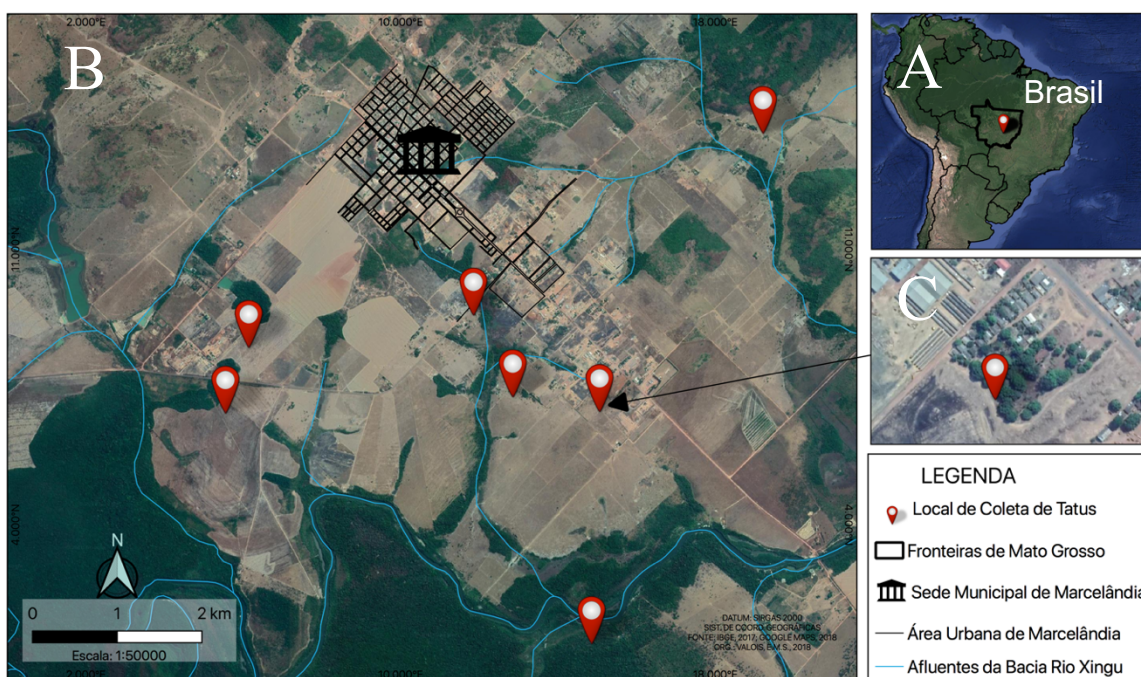 B
2.000°E
10.000°E
18.000°E
11.000°N
11.000°N
4.000°N
4.000°N
N
0 1 2 km
Escala: 1:50000
DATUM: SIRGAS 2000
SIST. DE COORD. GEOGRÁFICAS
FONTE: IBGE, 2017; GOOGLE MAPS, 2018
ORG.: VALOIS, E.M.S., 2018
2.000°E
10.000°E
18.000°E
A
Brasil
C
LEGENDA
Local de Coleta de Tatus
Fronteiras de Mato Grosso
Sede Municipal de Marcelândia
Área Urbana de Marcelândia
Afluentes da Bacia Rio Xingu